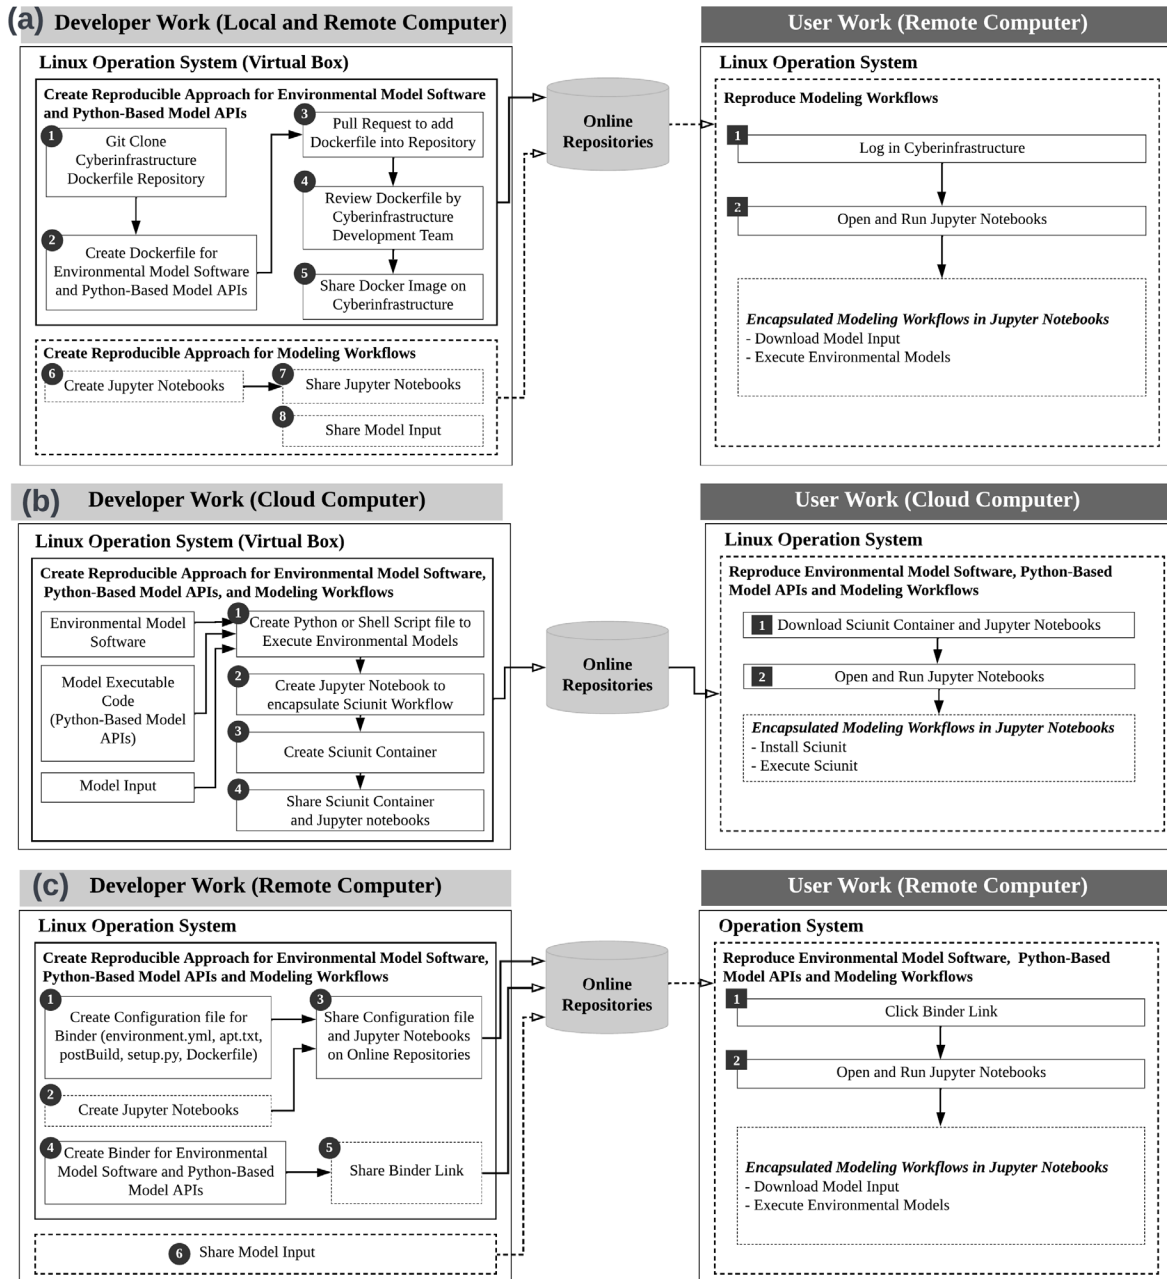 (a) Developer Work (Local and Remote Computer)
Linux Operation System (Virtual Box)
Create Reproducible Approach for Environmental Model Software
and Python-Based Model APIs
1
Git Clone
Cyberinfrastructure
Dockerfile Repository
2
Create Dockerfile for
Environmental Model Software
and Python-Based Model APIs
3
Pull Request to add
Dockerfile into Repository
4
Review Dockerfile by
Cyberinfrastructure
Development Team
5
Share Docker Image on
Cyberinfrastructure
Create Reproducible Approach for Modeling Workflows
6
Create Jupyter Notebooks
7
Share Jupyter Notebooks
8
Share Model Input
Online
Repositories
User Work (Remote Computer)
Linux Operation System
Reproduce Modeling Workflows
1
Log in Cyberinfrastructure
2
Open and Run Jupyter Notebooks
Encapsulated Modeling Workflows in Jupyter Notebooks
- Download Model Input
- Execute Environmental Models
(b) Developer Work (Cloud Computer)
Linux Operation System (Virtual Box)
Create Reproducible Approach for Environmental Model Software,
Python-Based Model APIs, and Modeling Workflows
Environmental Model
Software
Model Executable
Code
(Python-Based Model
APIs)
Model Input
1
Create Python or Shell Script file to
Execute Environmental Models
2
Create Jupyter Notebook to
encapsulate Sciunit Workflow
3
Create Sciunit Container
4
Share Sciunit Container
and Jupyter notebooks
Online
Repositories
User Work (Cloud Computer)
Linux Operation System
Reproduce Environmental Model Software, Python-Based
Model APIs and Modeling Workflows
1 Download Sciunit Container and Jupyter Notebooks
2 Open and Run Jupyter Notebooks
Encapsulated Modeling Workflows in Jupyter Notebooks
- Install Sciunit
- Execute Sciunit
(c) Developer Work (Remote Computer)
Linux Operation System
Create Reproducible Approach for Environmental Model Software,
Python-Based Model APIs and Modeling Workflows
1
Create Configuration file for
Binder (environment.yml, apt.txt,
postBuild, setup.py, Dockerfile)
2
Create Jupyter Notebooks
3
Share Configuration file
and Jupyter Notebooks
on Online Repositories
4
Create Binder for Environmental
Model Software and Python-Based
Model APIs
5
Share Binder Link
6 Share Model Input
Online
Repositories
User Work (Remote Computer)
Operation System
Reproduce Environmental Model Software, Python-Based
Model APIs and Modeling Workflows
1
Click Binder Link
2
Open and Run Jupyter Notebooks
Encapsulated Modeling Workflows in Jupyter Notebooks
- Download Model Input
- Execute Environmental Models